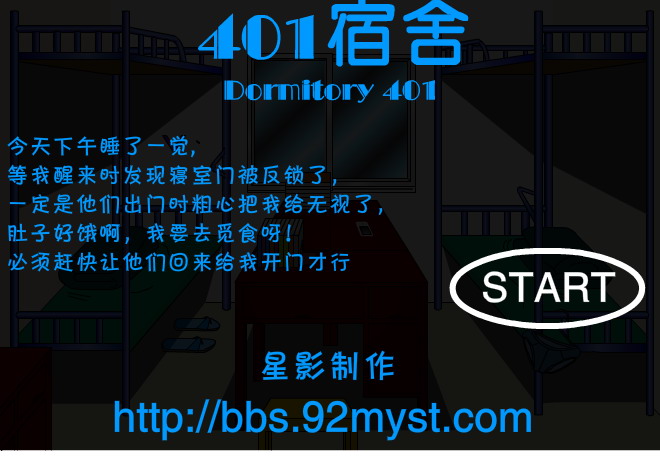 401宿舍
Dormitory 401
今天下午睡了一觉，
等我醒来时发现寝室门被反锁了，
一定是他们出门时粗心把我给无视了，
肚子好饿啊，我要去觅食呀！
必须赶快让他们回来给我开门才行
START
星影制作
http://bbs.92myst.com